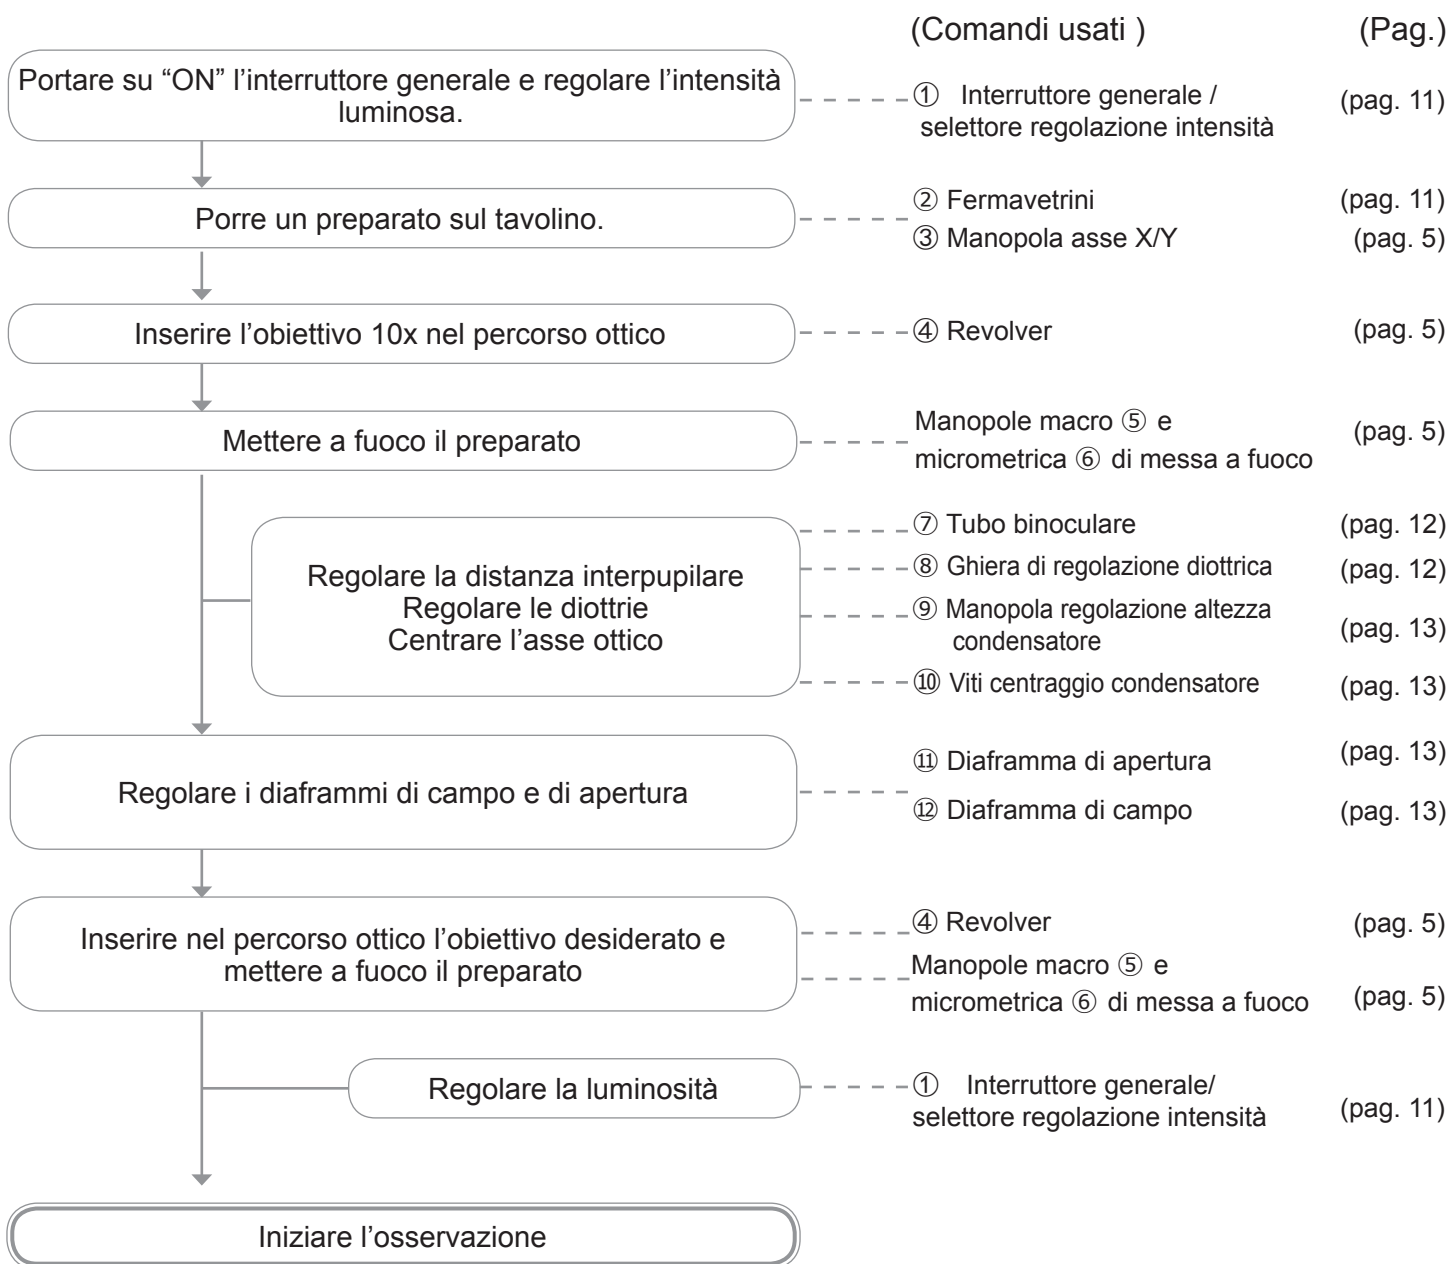 (Comandi usati ) (Pag.)
Portare su “ON” l’interruttore generale e regolare l’intensità
luminosa.
① Interruttore generale /
selettore regolazione intensità
(pag. 11)
Porre un preparato sul tavolino.
② Fermavetrini (pag. 11)
③ Manopola asse X/Y (pag. 5)
Inserire l’obiettivo 10x nel percorso ottico
④ Revolver (pag. 5)
Mettere a fuoco il preparato
Manopole macro ⑤ e
micrometrica ⑥ di messa a fuoco
(pag. 5)
Regolare la distanza interpupilare
Regolare le diottrie
Centrare l’asse ottico
⑦ Tubo binoculare (pag. 12)
⑧ Ghiera di regolazione diottrica (pag. 12)
⑨ Manopola regolazione altezza
condensatore
(pag. 13)
⑩ Viti centraggio condensatore (pag. 13)
Regolare i diaframmi di campo e di apertura
⑪ Diaframma di apertura (pag. 13)
⑫ Diaframma di campo (pag. 13)
Inserire nel percorso ottico l’obiettivo desiderato e
mettere a fuoco il preparato
④ Revolver (pag. 5)
Manopole macro ⑤ e
micrometrica ⑥ di messa a fuoco (pag. 5)
Regolare la luminosità
① Interruttore generale/
selettore regolazione intensità (pag. 11)
Iniziare l’osservazione